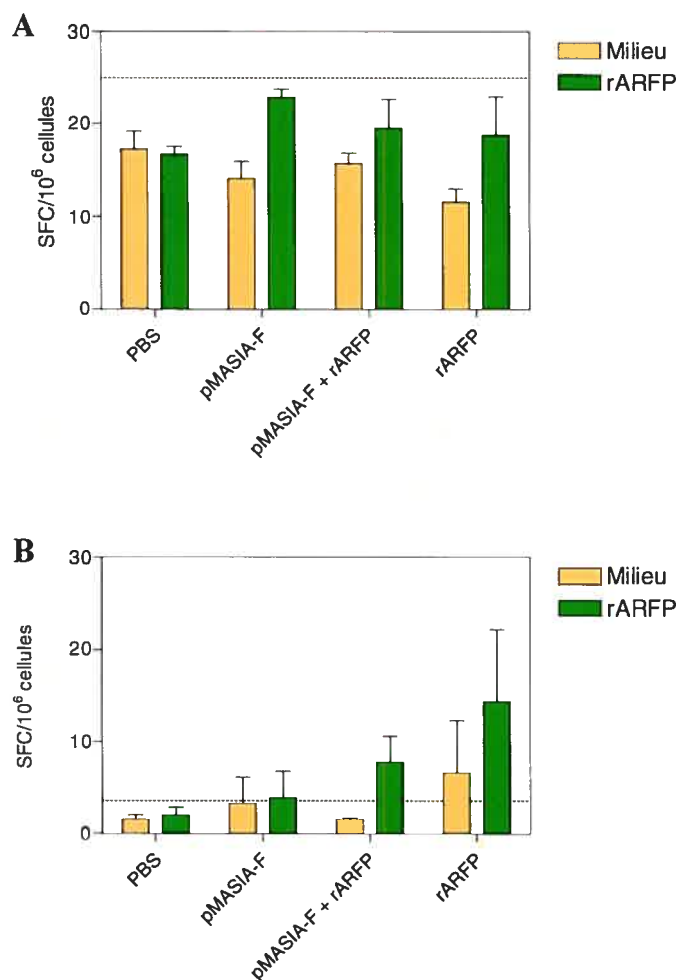 A
30
20
10
0
SFC/10⁶ cellules
PBS
pMASIA-F
pMASIA-F + rARFP
rARFP
Milieu
rARFP
B
30
20
10
0
SFC/10⁶ cellules
PBS
pMASIA-F
pMASIA-F + rARFP
rARFP
Milieu
rARFP